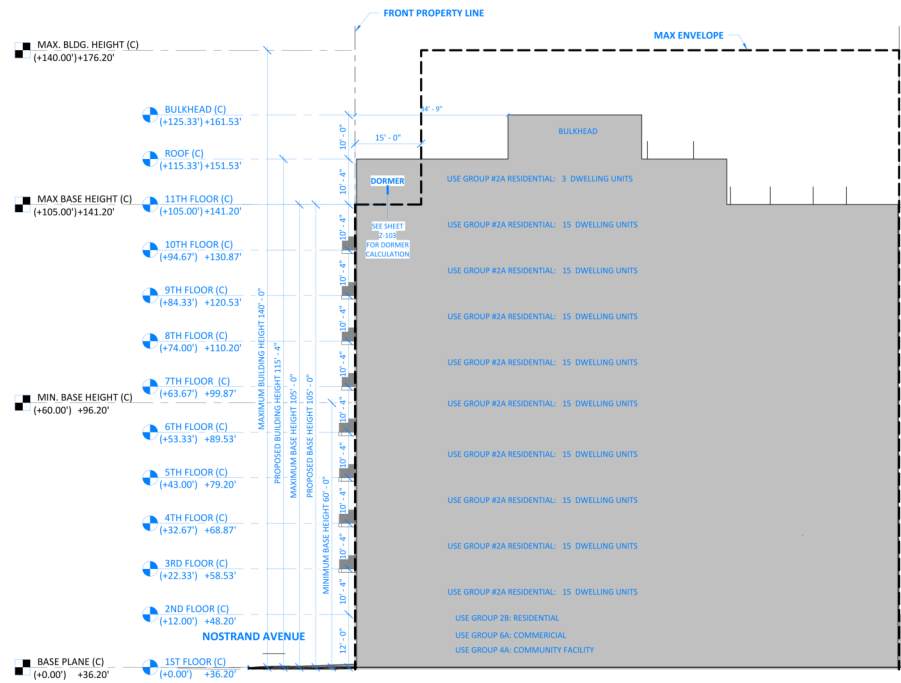 FRONT PROPERTY LINE
MAX ENVELOPE
MAX. BLDG. HEIGHT (C)
(+140.00')+176.20'
BULKHEAD (C)
(+125.33') +161.53'
10' - 0"
4' - 9"
15' - 0"
BULKHEAD
ROOF (C)
(+115.33') +151.53'
10' - 4"
DORMER
USE GROUP #2A RESIDENTIAL: 3 DWELLING UNITS
MAX BASE HEIGHT (C)
(+105.00')+141.20'
11TH FLOOR (C)
(+105.00') +141.20'
10' - 4"
SEE SHEET
Z-103
FOR DORMER
CALCULATION
USE GROUP #2A RESIDENTIAL: 15 DWELLING UNITS
10TH FLOOR (C)
(+94.67') +130.87'
10' - 4"
USE GROUP #2A RESIDENTIAL: 15 DWELLING UNITS
9TH FLOOR (C)
(+84.33') +120.53'
10' - 4"
USE GROUP #2A RESIDENTIAL: 15 DWELLING UNITS
8TH FLOOR (C)
(+74.00') +110.20'
10' - 4"
USE GROUP #2A RESIDENTIAL: 15 DWELLING UNITS
7TH FLOOR (C)
(+63.67') +99.87'
MIN. BASE HEIGHT (C)
(+60.00') +96.20'
10' - 4"
USE GROUP #2A RESIDENTIAL: 15 DWELLING UNITS
6TH FLOOR (C)
(+53.33') +89.53'
10' - 4"
USE GROUP #2A RESIDENTIAL: 15 DWELLING UNITS
5TH FLOOR (C)
(+43.00') +79.20'
10' - 4"
USE GROUP #2A RESIDENTIAL: 15 DWELLING UNITS
4TH FLOOR (C)
(+32.67') +68.87'
10' - 4"
USE GROUP #2A RESIDENTIAL: 15 DWELLING UNITS
3RD FLOOR (C)
(+22.33') +58.53'
10' - 4"
USE GROUP #2A RESIDENTIAL: 15 DWELLING UNITS
2ND FLOOR (C)
(+12.00') +48.20'
12' - 0"
MAXIMUM BUILDING HEIGHT 140' - 0"
PROPOSED BUILDING HEIGHT 115' - 4"
MAXIMUM BASE HEIGHT 105' - 0"
PROPOSED BASE HEIGHT 105' - 0"
MINIMUM BASE HEIGHT 60' - 0"
USE GROUP 2B: RESIDENTIAL
USE GROUP 6A: COMMERICIAL
USE GROUP 4A: COMMUNITY FACILITY
NOSTRAND AVENUE
BASE PLANE (C)
(+0.00') +36.20'
1ST FLOOR (C)
(+0.00') +36.20'